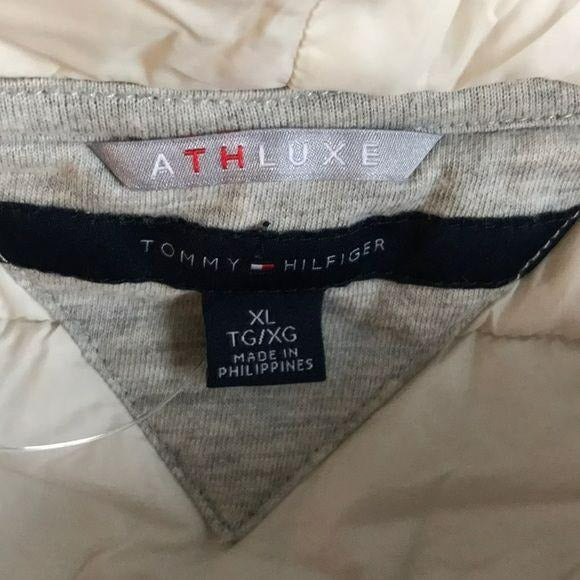 ATHLUXE
TOMMY HILFIGER
XL
TG/XG
MADE IN
PHILIPPINES